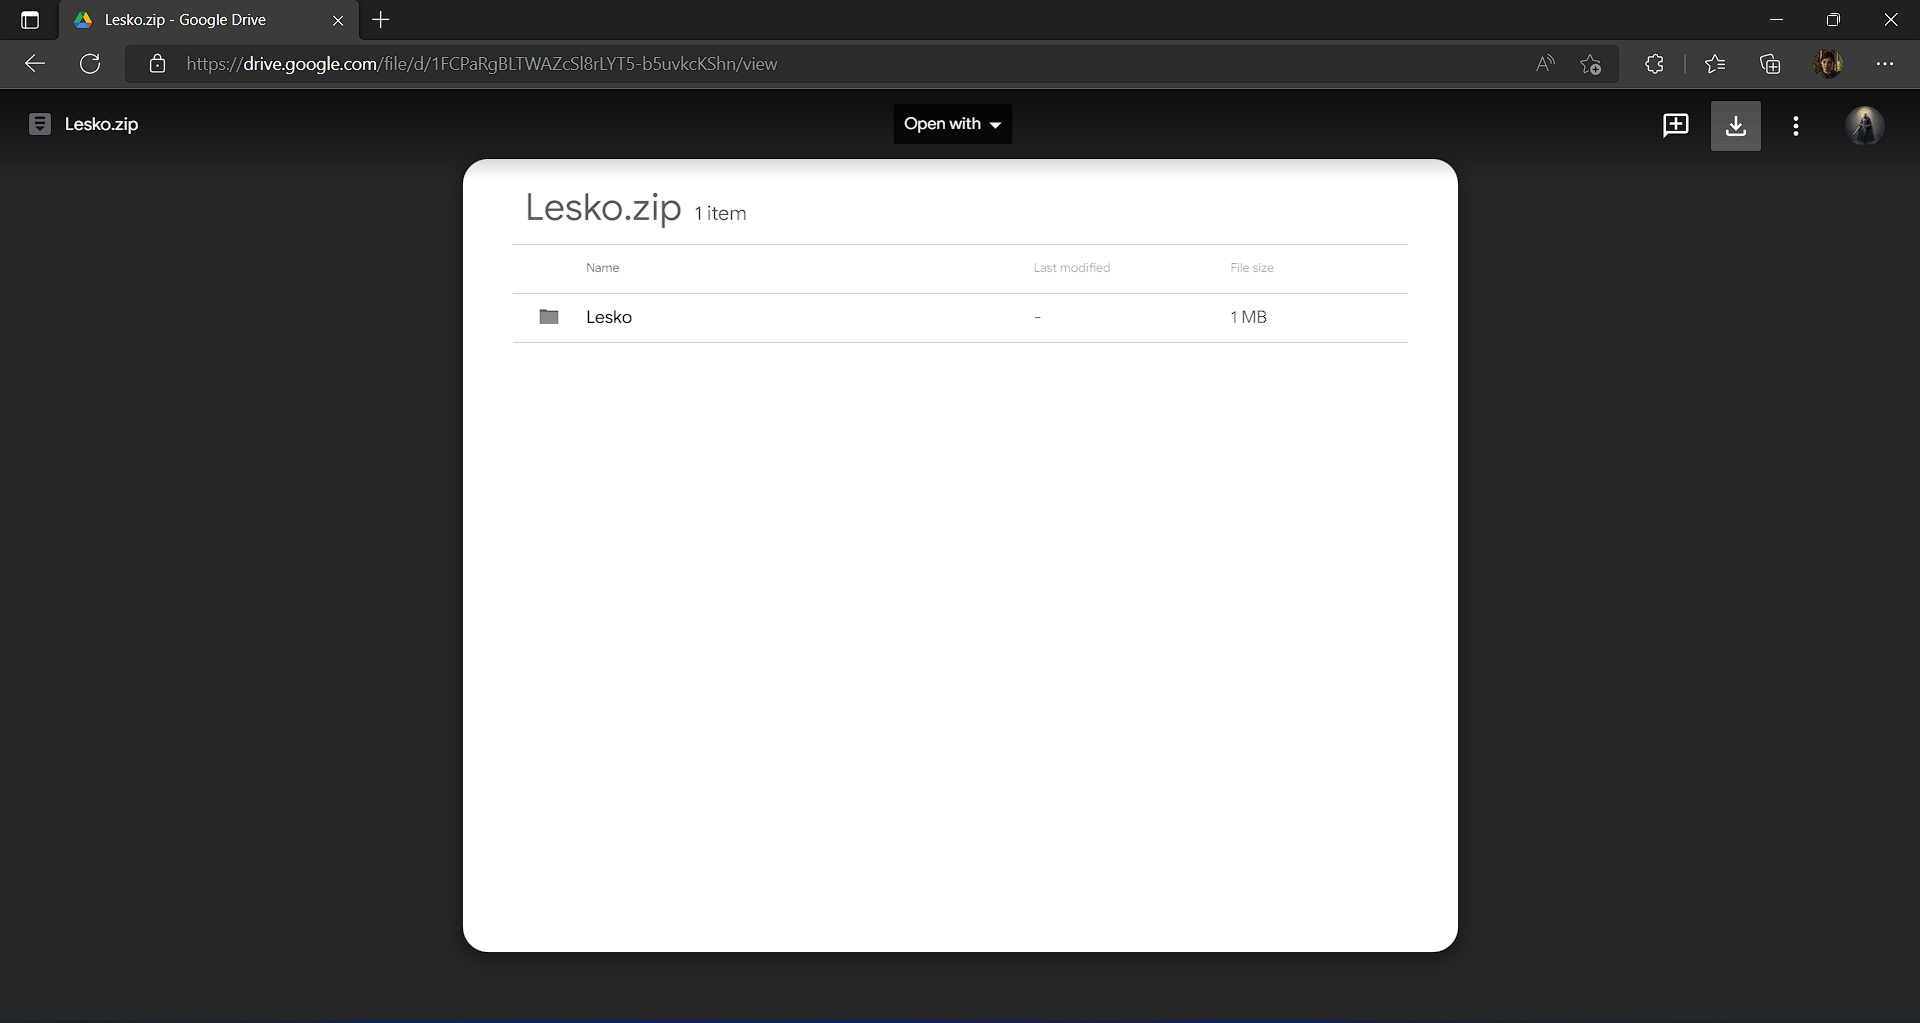 Lesko.zip - Google Drive
https://drive.google.com/file/d/1FCPaRgBLTWAZcSl8rLYT5-b5uvkcKShn/view
Lesko.zip
Open with
Lesko.zip 1 item
Name Last modified File size
Lesko - 1 MB